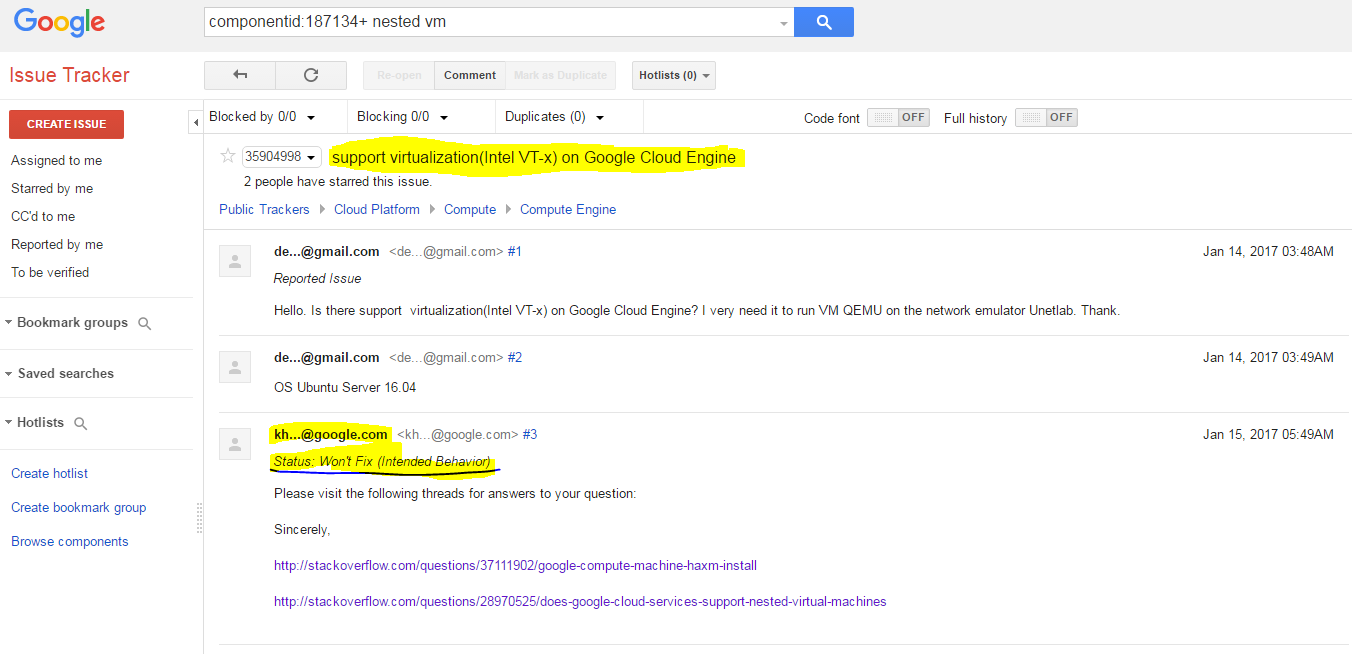 Google
componentid:187134+ nested vm
Issue Tracker
Re-open Comment Mark as Duplicate Hotlists (0)
CREATE ISSUE
Assigned to me
Starred by me
CC'd to me
Reported by me
To be verified
Bookmark groups
Saved searches
Hotlists
Create hotlist
Create bookmark group
Browse components
Blocked by 0/0 Blocking 0/0 Duplicates (0)
Code font OFF Full history OFF
35904998 support virtualization(Intel VT-x) on Google Cloud Engine
2 people have starred this issue.
Public Trackers Cloud Platform Compute Compute Engine
de...@gmail.com <de...@gmail.com> #1 Jan 14, 2017 03:48AM
Reported Issue
Hello. Is there support virtualization(Intel VT-x) on Google Cloud Engine? I very need it to run VM QEMU on the network emulator Unetlab. Thank.
de...@gmail.com <de...@gmail.com> #2 Jan 14, 2017 03:49AM
OS Ubuntu Server 16.04
kh...@google.com <kh...@google.com> #3 Jan 15, 2017 05:49AM
Status: Won't Fix (Intended Behavior)
Please visit the following threads for answers to your question:
Sincerely,
http://stackoverflow.com/questions/37111902/google-compute-machine-haxm-install
http://stackoverflow.com/questions/28970525/does-google-cloud-services-support-nested-virtual-machines